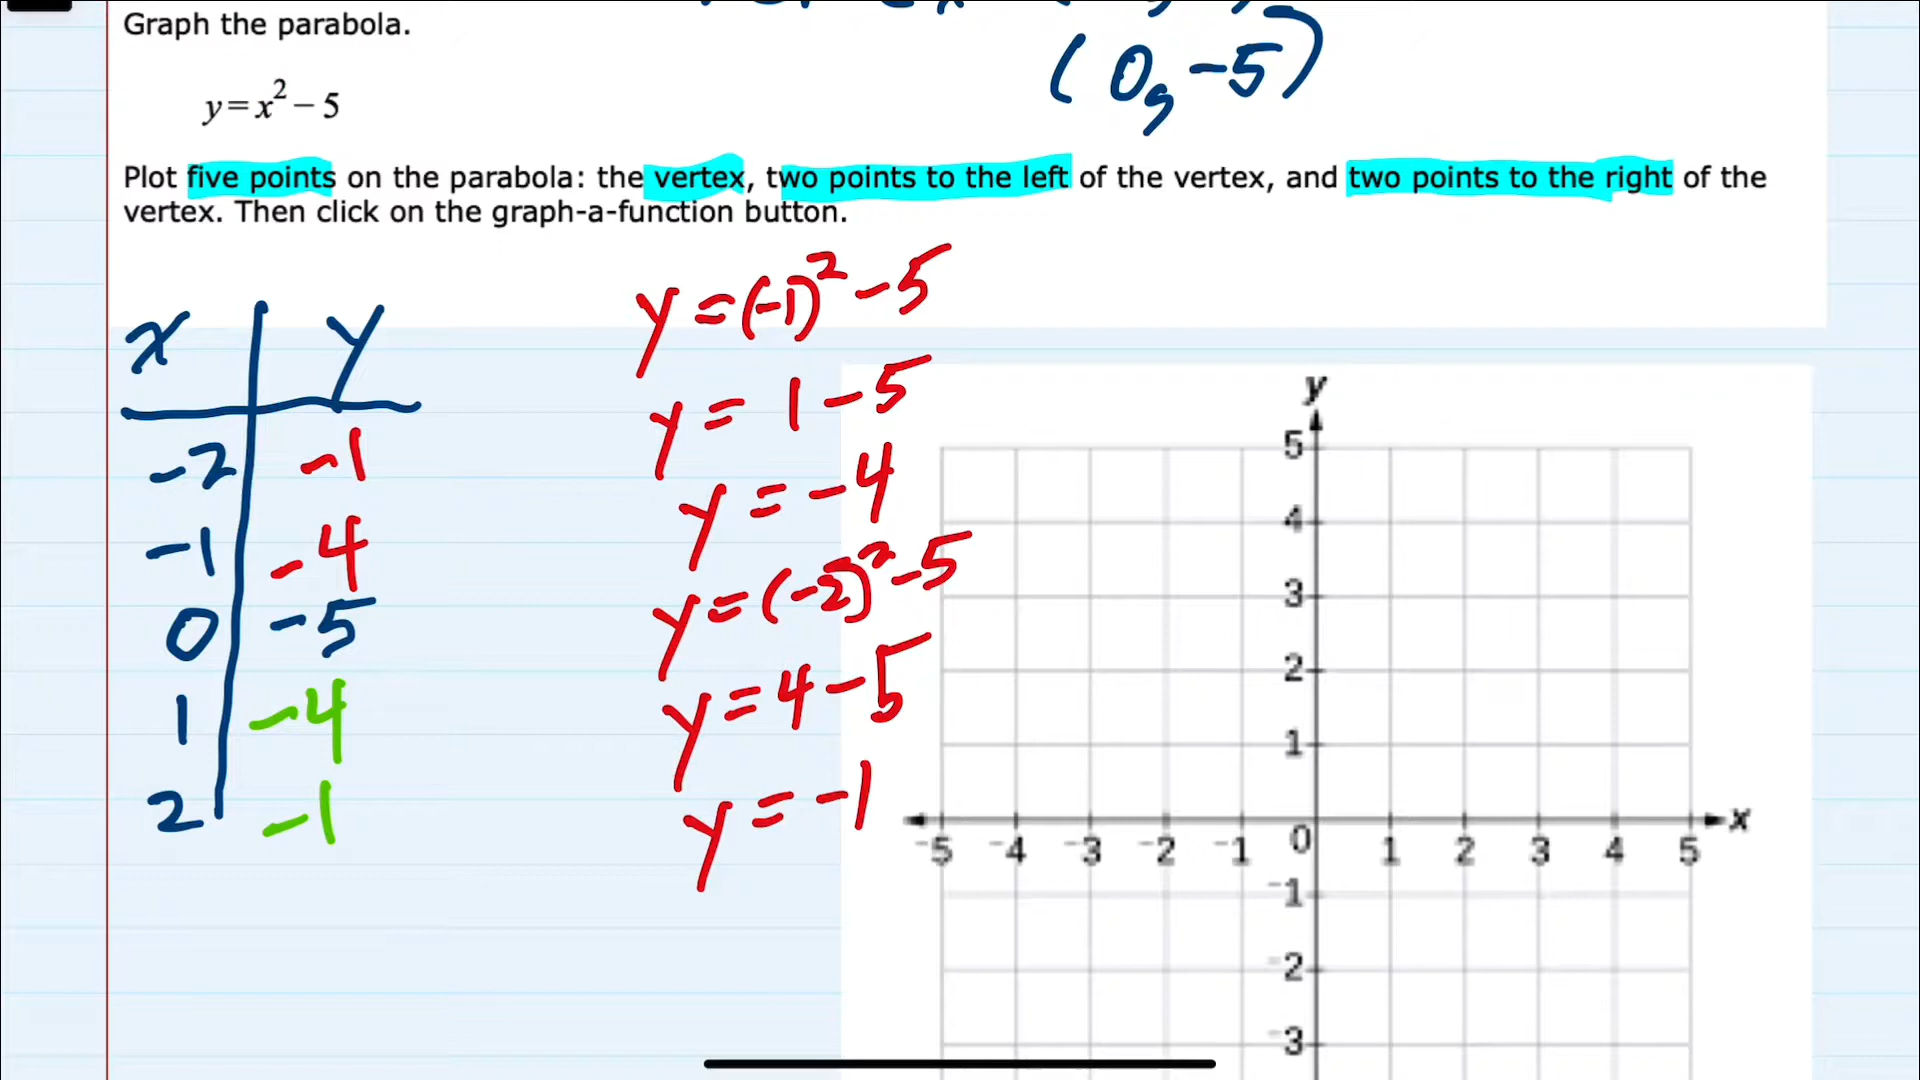 Graph the parabola.
(0,-5)
y=x²-5
Plot five points on the parabola: the vertex, two points to the left of the vertex, and two points to the right of the
vertex. Then click on the graph-a-function button.
x y
-2 -1
-1 -4
0 -5
1 -4
2 -1
y=(-1)²-5
y= 1-5
y=-4
y=(-2)²-5
y=4-5
y=-1
y
5
4
3
2
1
x
-5 -4 -3 -2 -1 0 1 2 3 4 5
-1
-2
-3